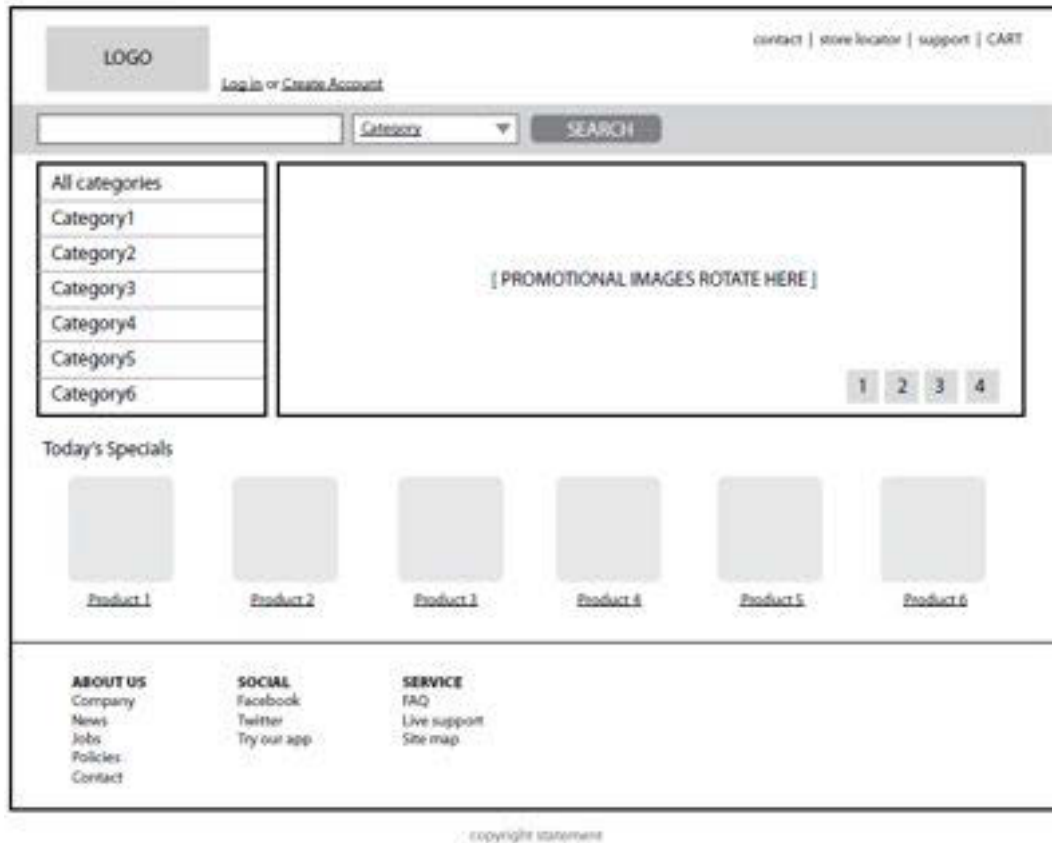 LOGO
contact | store locator | support | CART
Log in or Create Account
Category
SEARCH
All categories
Category1
Category2
Category3
Category4
Category5
Category6
[ PROMOTIONAL IMAGES ROTATE HERE ]
1 2 3 4
Today's Specials
Product 1
Product 2
Product 3
Product 4
Product 5
Product 6
ABOUT US
Company
News
Jobs
Policies
Contact
SOCIAL
Facebook
Twitter
Try our app
SERVICE
FAQ
Live support
Site map
copyright statement